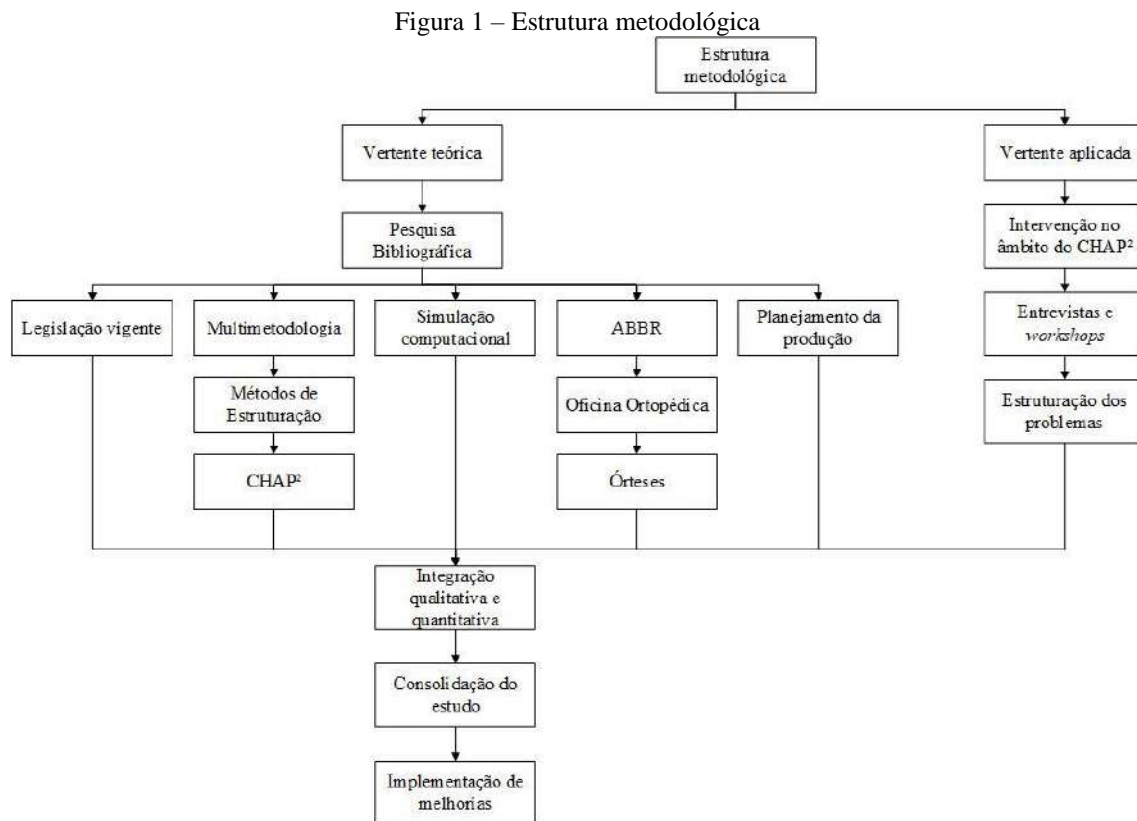 Figura 1 – Estrutura metodológica
Estrutura
metodológica
Vertente teórica
Vertente aplicada
Pesquisa
Bibliográfica
Intervenção no
âmbito do CHAP²
Legislação vigente
Multimetodologia
Simulação
computacional
ABBR
Planejamento da
produção
Entrevistas e
workshops
Métodos de
Estruturação
Oficina Ortopédica
Estruturação dos
problemas
CHAP²
Órteses
Integração
qualitativa e
quantitativa
Consolidação do
estudo
Implementação de
melhorias